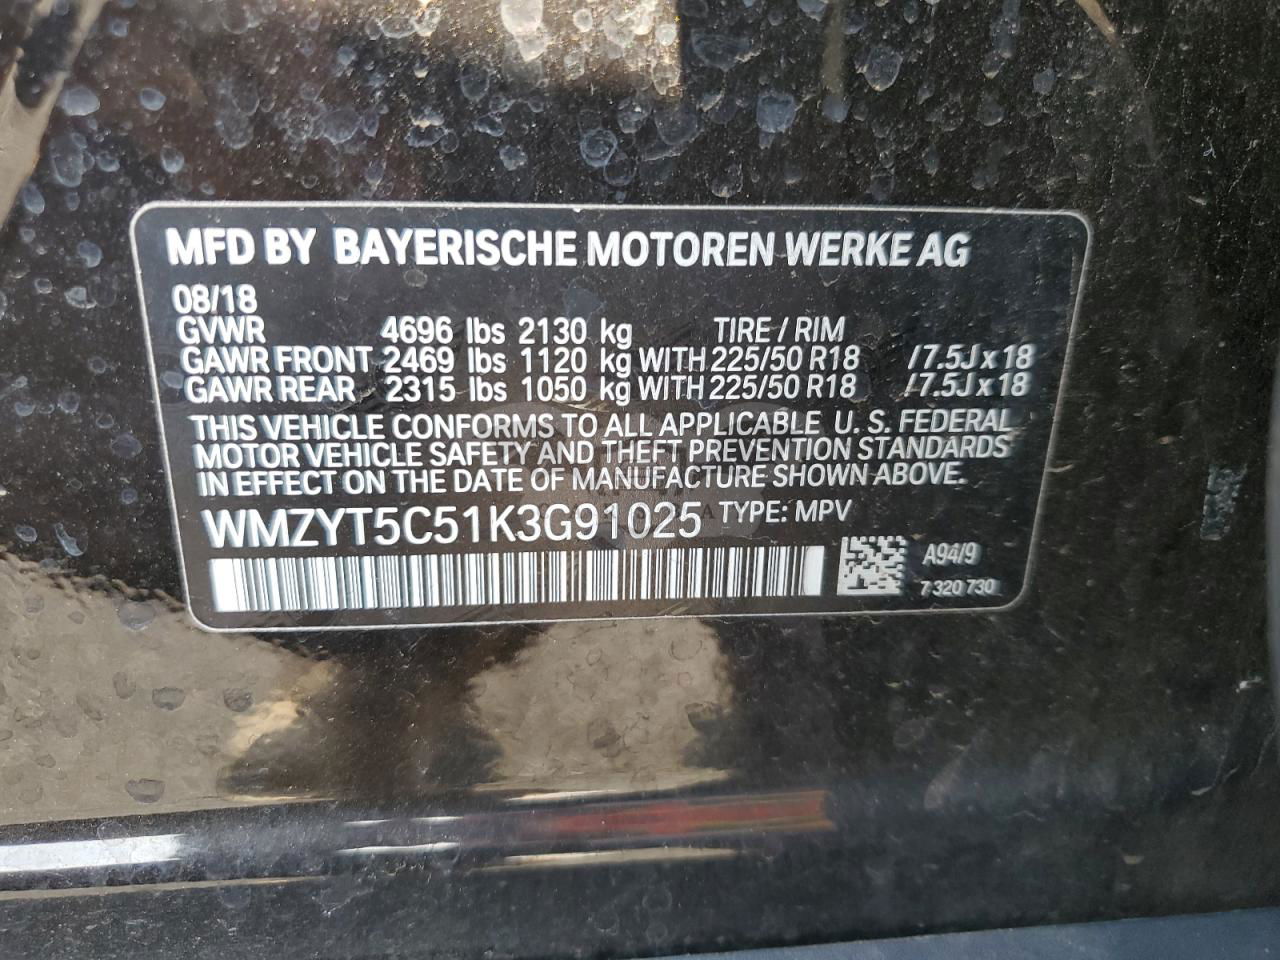 MFD BY BAYERISCHE MOTOREN WERKE AG
08/18
GVWR 4696 lbs 2130 kg TIRE / RIM
GAWR FRONT 2469 lbs 1120 kg WITH 225/50 R18 /7.5J x 18
GAWR REAR 2315 lbs 1050 kg WITH 225/50 R18 /7.5J x 18
THIS VEHICLE CONFORMS TO ALL APPLICABLE U. S. FEDERAL
MOTOR VEHICLE SAFETY AND THEFT PREVENTION STANDARDS
IN EFFECT ON THE DATE OF MANUFACTURE SHOWN ABOVE.
WMZYT5C51K3G91025 TYPE: MPV
A94/9
7 320 730